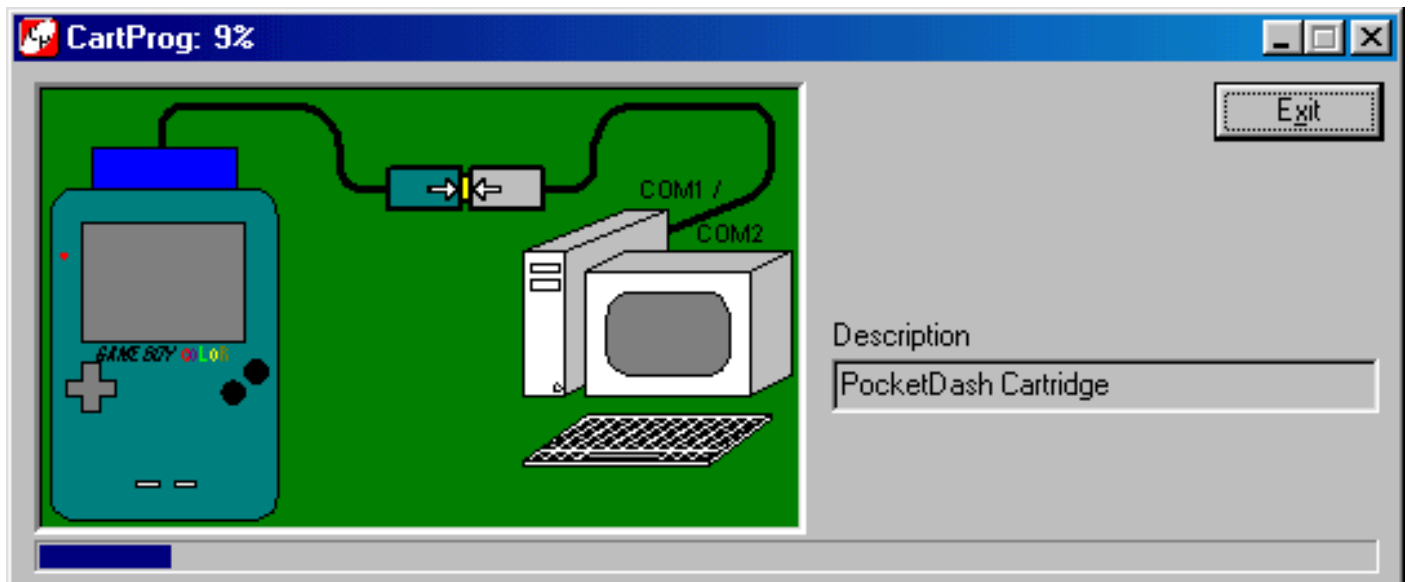 CartProg: 9%
Exit
COM1 /
COM2
GAME BOY COLOR
Description
PocketDash Cartridge